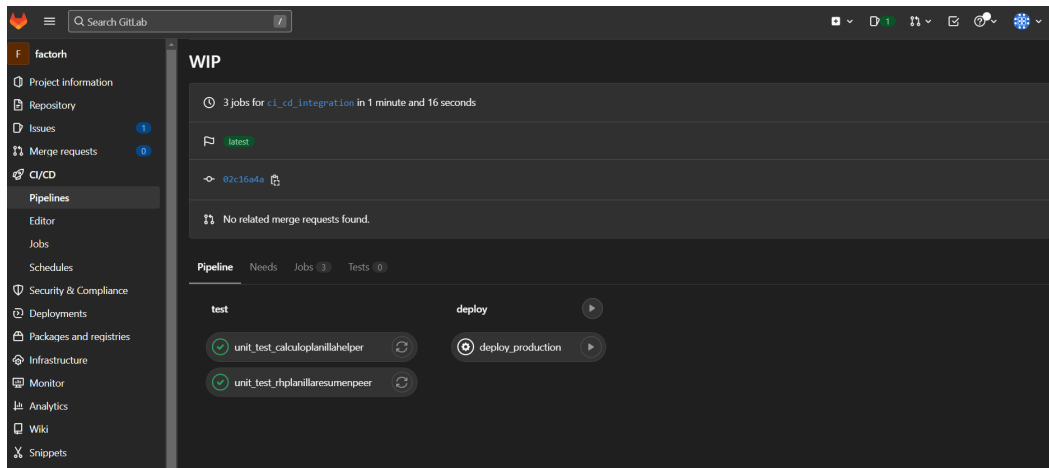 Search GitLab /
1
F factorh
Project information
Repository
Issues 1
Merge requests 0
CI/CD
Pipelines
Editor
Jobs
Schedules
Security & Compliance
Deployments
Packages and registries
Infrastructure
Monitor
Analytics
Wiki
Snippets
WIP
3 jobs for ci_cd_integration in 1 minute and 16 seconds
latest
02c16a4a
No related merge requests found.
Pipeline Needs Jobs 3 Tests 0
test deploy
unit_test_calculoplanillahelper deploy_production
unit_test_rhplanillaresumenpeer